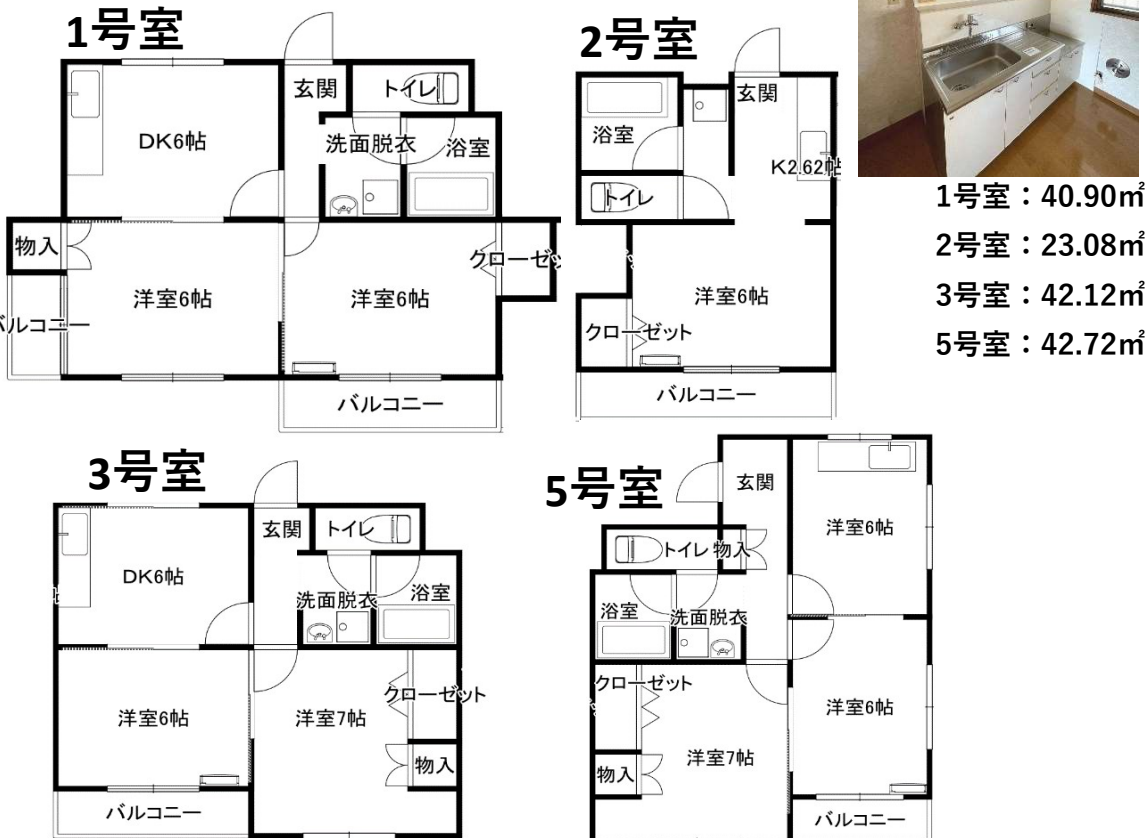 1号室
玄関
トイレ
DK6帖
洗面脱衣
浴室
物入
クローゼッ
洋室6帖
洋室6帖
バルコニー
バルコニー
2号室
玄関
浴室
K2.62帖
トイレ
洋室6帖
クローゼット
バルコニー
1号室：40.90㎡
2号室：23.08㎡
3号室：42.12㎡
5号室：42.72㎡
3号室
玄関
トイレ
DK6帖
洗面脱衣
浴室
クローゼット
洋室6帖
洋室7帖
物入
バルコニー
5号室
玄関
洋室6帖
トイレ
物入
浴室
洗面脱衣
クローゼット
洋室6帖
洋室7帖
物入
バルコニー